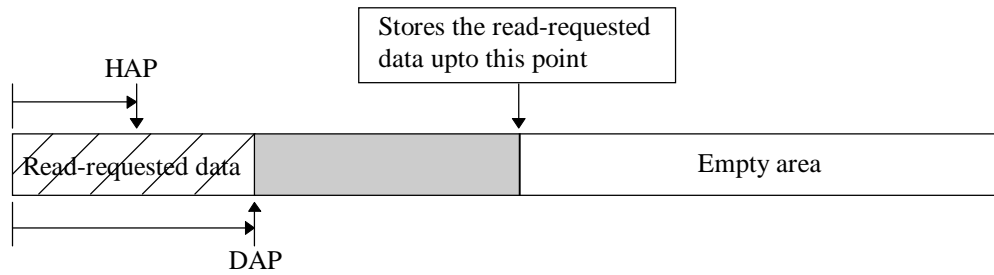 Stores the read-requested
data upto this point
HAP
Read-requested data
Empty area
DAP